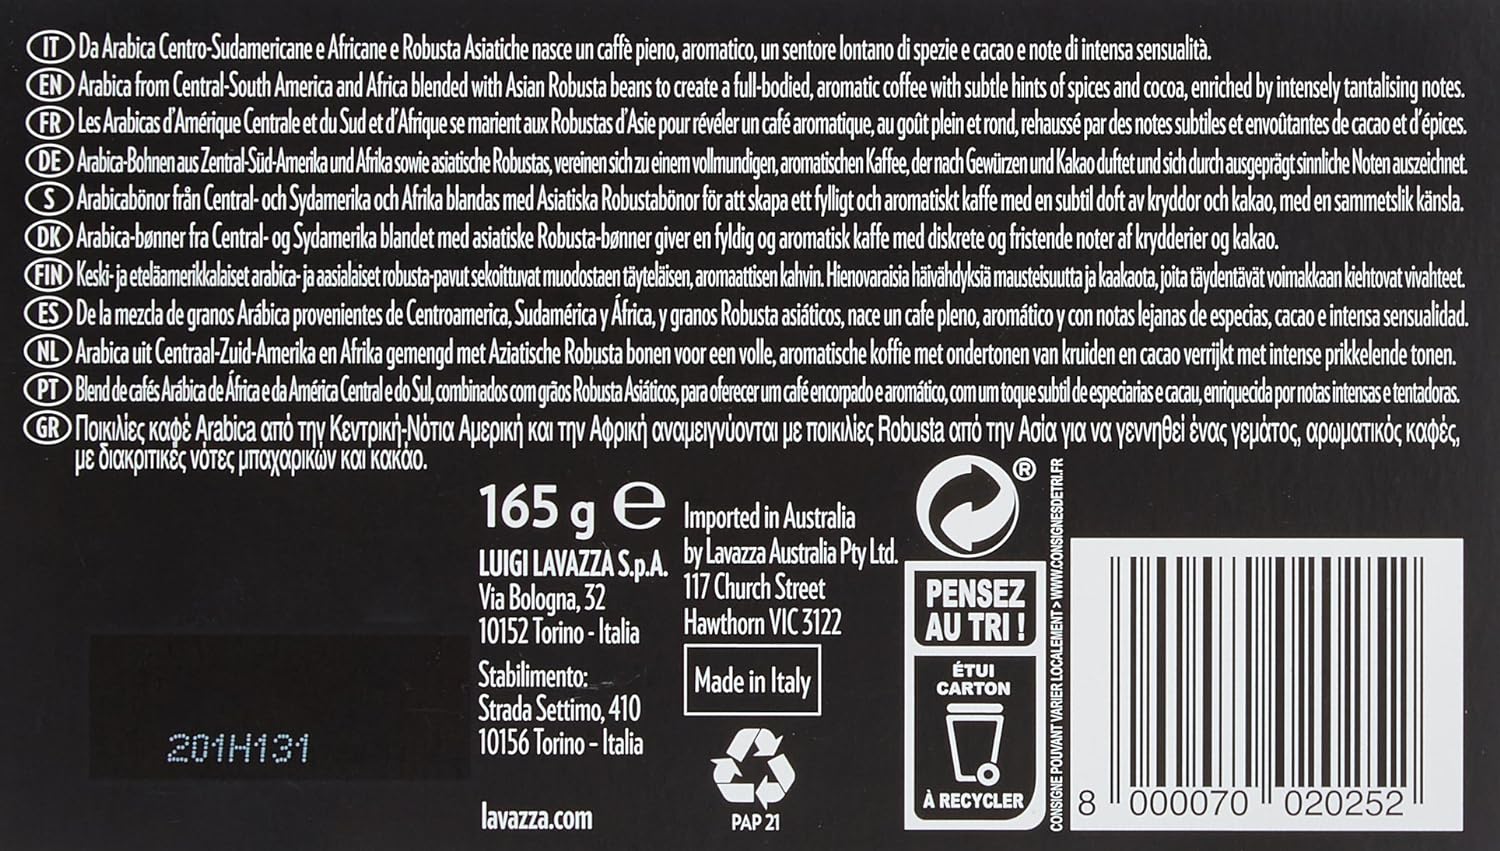 IT Da Arabica Centro-Sudamericane e Africane e Robusta Asiatiche nasce un caffè pieno, aromatico, un sentore lontano di spezie e cacao e note di intensa sensualità.
EN Arabica from Central-South America and Africa blended with Asian Robusta beans to create a full-bodied, aromatic coffee with subtle hints of spices and cocoa, enriched by intensely tantalising notes.
FR Les Arabicas d'Amérique Centrale et du Sud et d'Afrique se marient aux Robustas d'Asie pour révéler un café aromatique, au goût plein et rond, rehaussé par des notes subtiles et envoûtantes de cacao et d'épices.
DE Arabica-Bohnen aus Zentral-Süd-Amerika und Afrika sowie asiatische Robustas, vereinen sich zu einem vollmundigen, aromatischen Kaffee, der nach Gewürzen und Kakao duftet und sich durch ausgeprägt sinnliche Noten auszeichnet.
S Arabicabönor från Central- och Sydamerika och Afrika blandas med Asiatiska Robustabönor för att skapa ett fylligt och aromatiskt kaffe med en subtil doft av kryddor och kakao, med en sammetslik känsla.
DK Arabica-bønner fra Central- og Sydamerika blandet med asiatiske Robusta-bønner giver en fyldig og aromatisk kaffe med diskrete og fristende noter af krydderier og kakao.
FIN Keski- ja eteläamerikkalaiset arabica- ja aasialaiset robusta-pavut sekoittuvat muodostaen täyteläisen, aromaattisen kahvin. Hienovaraisia häivähdyksiä mausteisuutta ja kaakaota, joita täydentävät voimakkaan kiehtovat vivahteet.
ES De la mezcla de granos Arábica provenientes de Centroamerica, Sudamérica y África, y granos Robusta asiáticos, nace un cafe pleno, aromático y con notas lejanas de especias, cacao e intensa sensualidad.
NL Arabica uit Centraal-Zuid-Amerika en Afrika gemengd met Aziatische Robusta bonen voor een volle, aromatische koffie met ondertonen van kruiden en cacao verrijkt met intense prikkelende tonen.
PT Blend de cafés Arábica de África e da América Central e do Sul, combinados com grãos Robusta Asiáticos, para oferecer um café encorpado e aromático, com um toque subtil de especiarias e cacau, enriquecida por notas intensas e tentadoras.
GR Ποικιλίες καφέ Arabica από την Κεντρική-Νότια Αμερική και την Αφρική αναμειγνύονται με ποικιλίες Robusta από την Ασία για να γεννηθεί ένας γεμάτος, αρωματικός καφές,
με διακριτικές νότες μπαχαρικών και κακάο.
201H131
165 g e
LUIGI LAVAZZA S.p.A.
Via Bologna, 32
10152 Torino - Italia
Stabilimento:
Strada Settimo, 410
10156 Torino - Italia
lavazza.com
Imported in Australia
by Lavazza Australia Pty Ltd.
117 Church Street
Hawthorn VIC 3122
Made in Italy
PAP 21
®
PENSEZ
AU TRI !
ÉTUI
CARTON
À RECYCLER
CONSIGNE POUVANT VARIER LOCALEMENT > WWW.CONSIGNESDETRI.FR
8 000070 020252